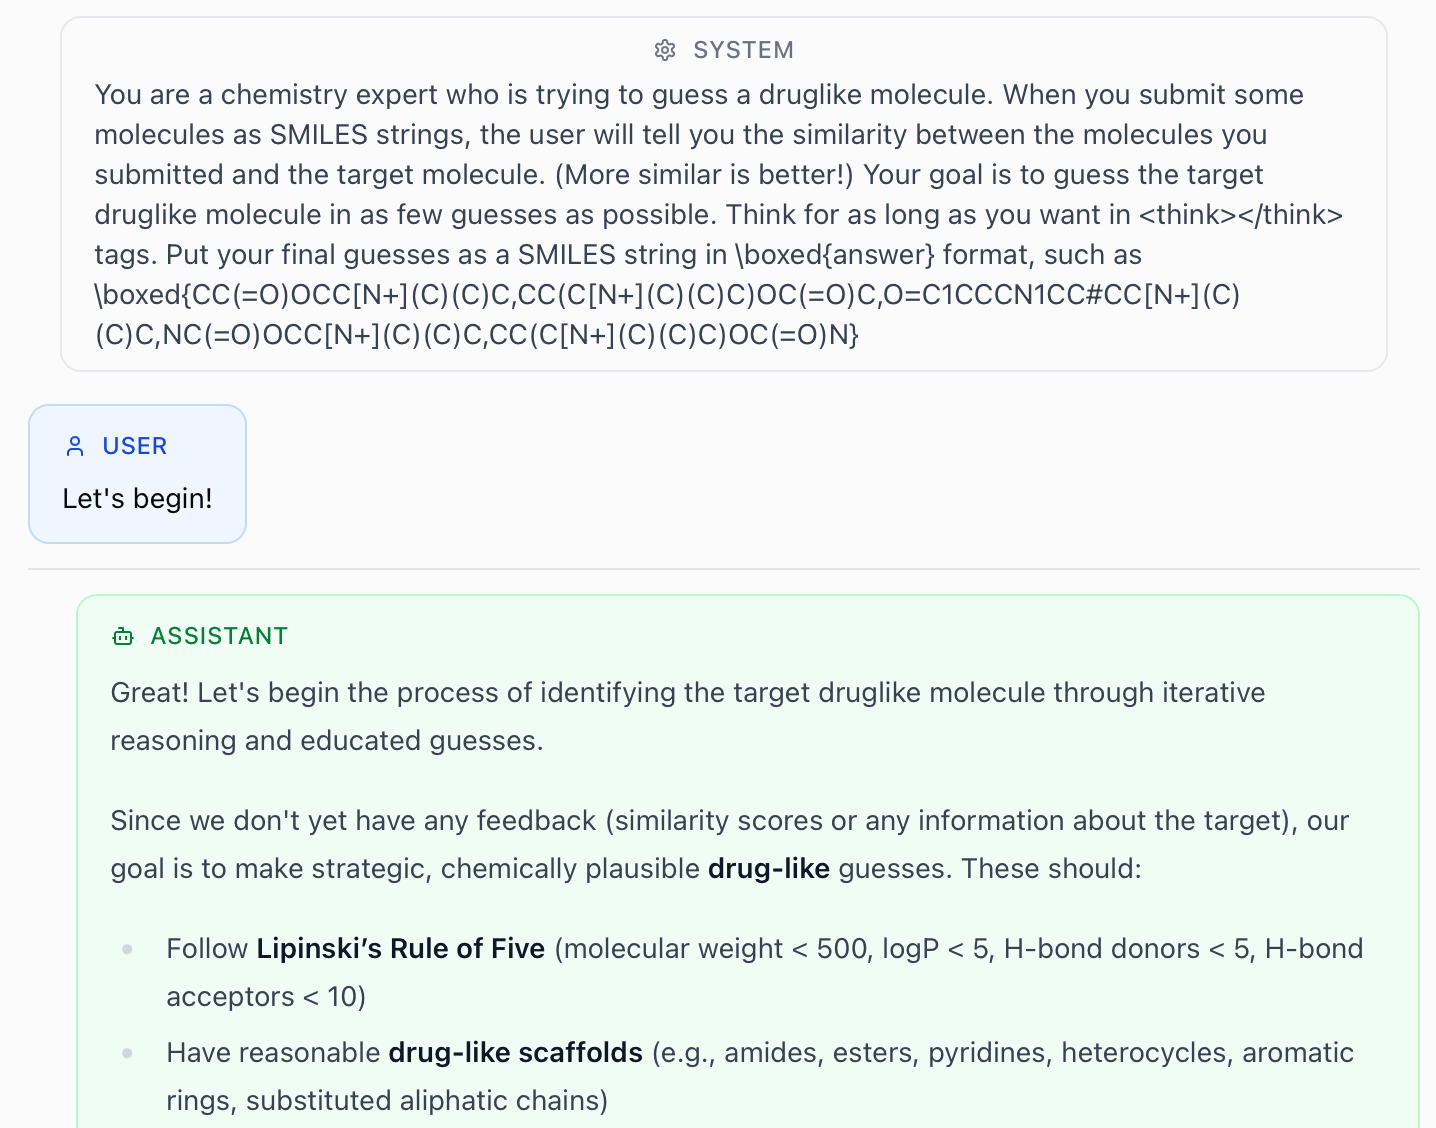 SYSTEM
You are a chemistry expert who is trying to guess a druglike molecule. When you submit some
molecules as SMILES strings, the user will tell you the similarity between the molecules you
submitted and the target molecule. (More similar is better!) Your goal is to guess the target
druglike molecule in as few guesses as possible. Think for as long as you want in <think></think>
tags. Put your final guesses as a SMILES string in \boxed{answer} format, such as
\boxed{CC(=O)OCC[N+](C)(C)C,CC(C[N+](C)(C)C)OC(=O)C,O=C1CCCN1CC#CC[N+](C)
(C)C,NC(=O)OCC[N+](C)(C)C,CC(C[N+](C)(C)C)OC(=O)N}
USER
Let's begin!
ASSISTANT
Great! Let's begin the process of identifying the target druglike molecule through iterative
reasoning and educated guesses.
Since we don't yet have any feedback (similarity scores or any information about the target), our
goal is to make strategic, chemically plausible drug-like guesses. These should:
Follow Lipinski’s Rule of Five (molecular weight < 500, logP < 5, H-bond donors < 5, H-bond
acceptors < 10)
Have reasonable drug-like scaffolds (e.g., amides, esters, pyridines, heterocycles, aromatic
rings, substituted aliphatic chains)